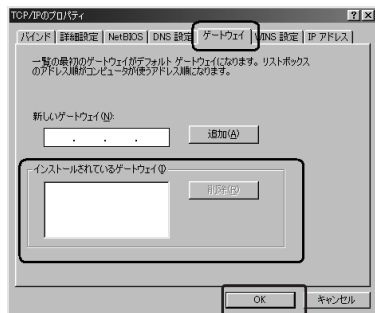 TCP/IPのプロパティ
バインド 詳細設定 NetBIOS DNS 設定 ゲートウェイ WINS 設定 IP アドレス
一覧の最初のゲートウェイがデフォルト ゲートウェイになります。リストボックス
のアドレス順がコンピュータが使うアドレス順になります。
新しいゲートウェイ(N):
追加(A)
インストールされているゲートウェイ(I)
削除(R)
OK キャンセル